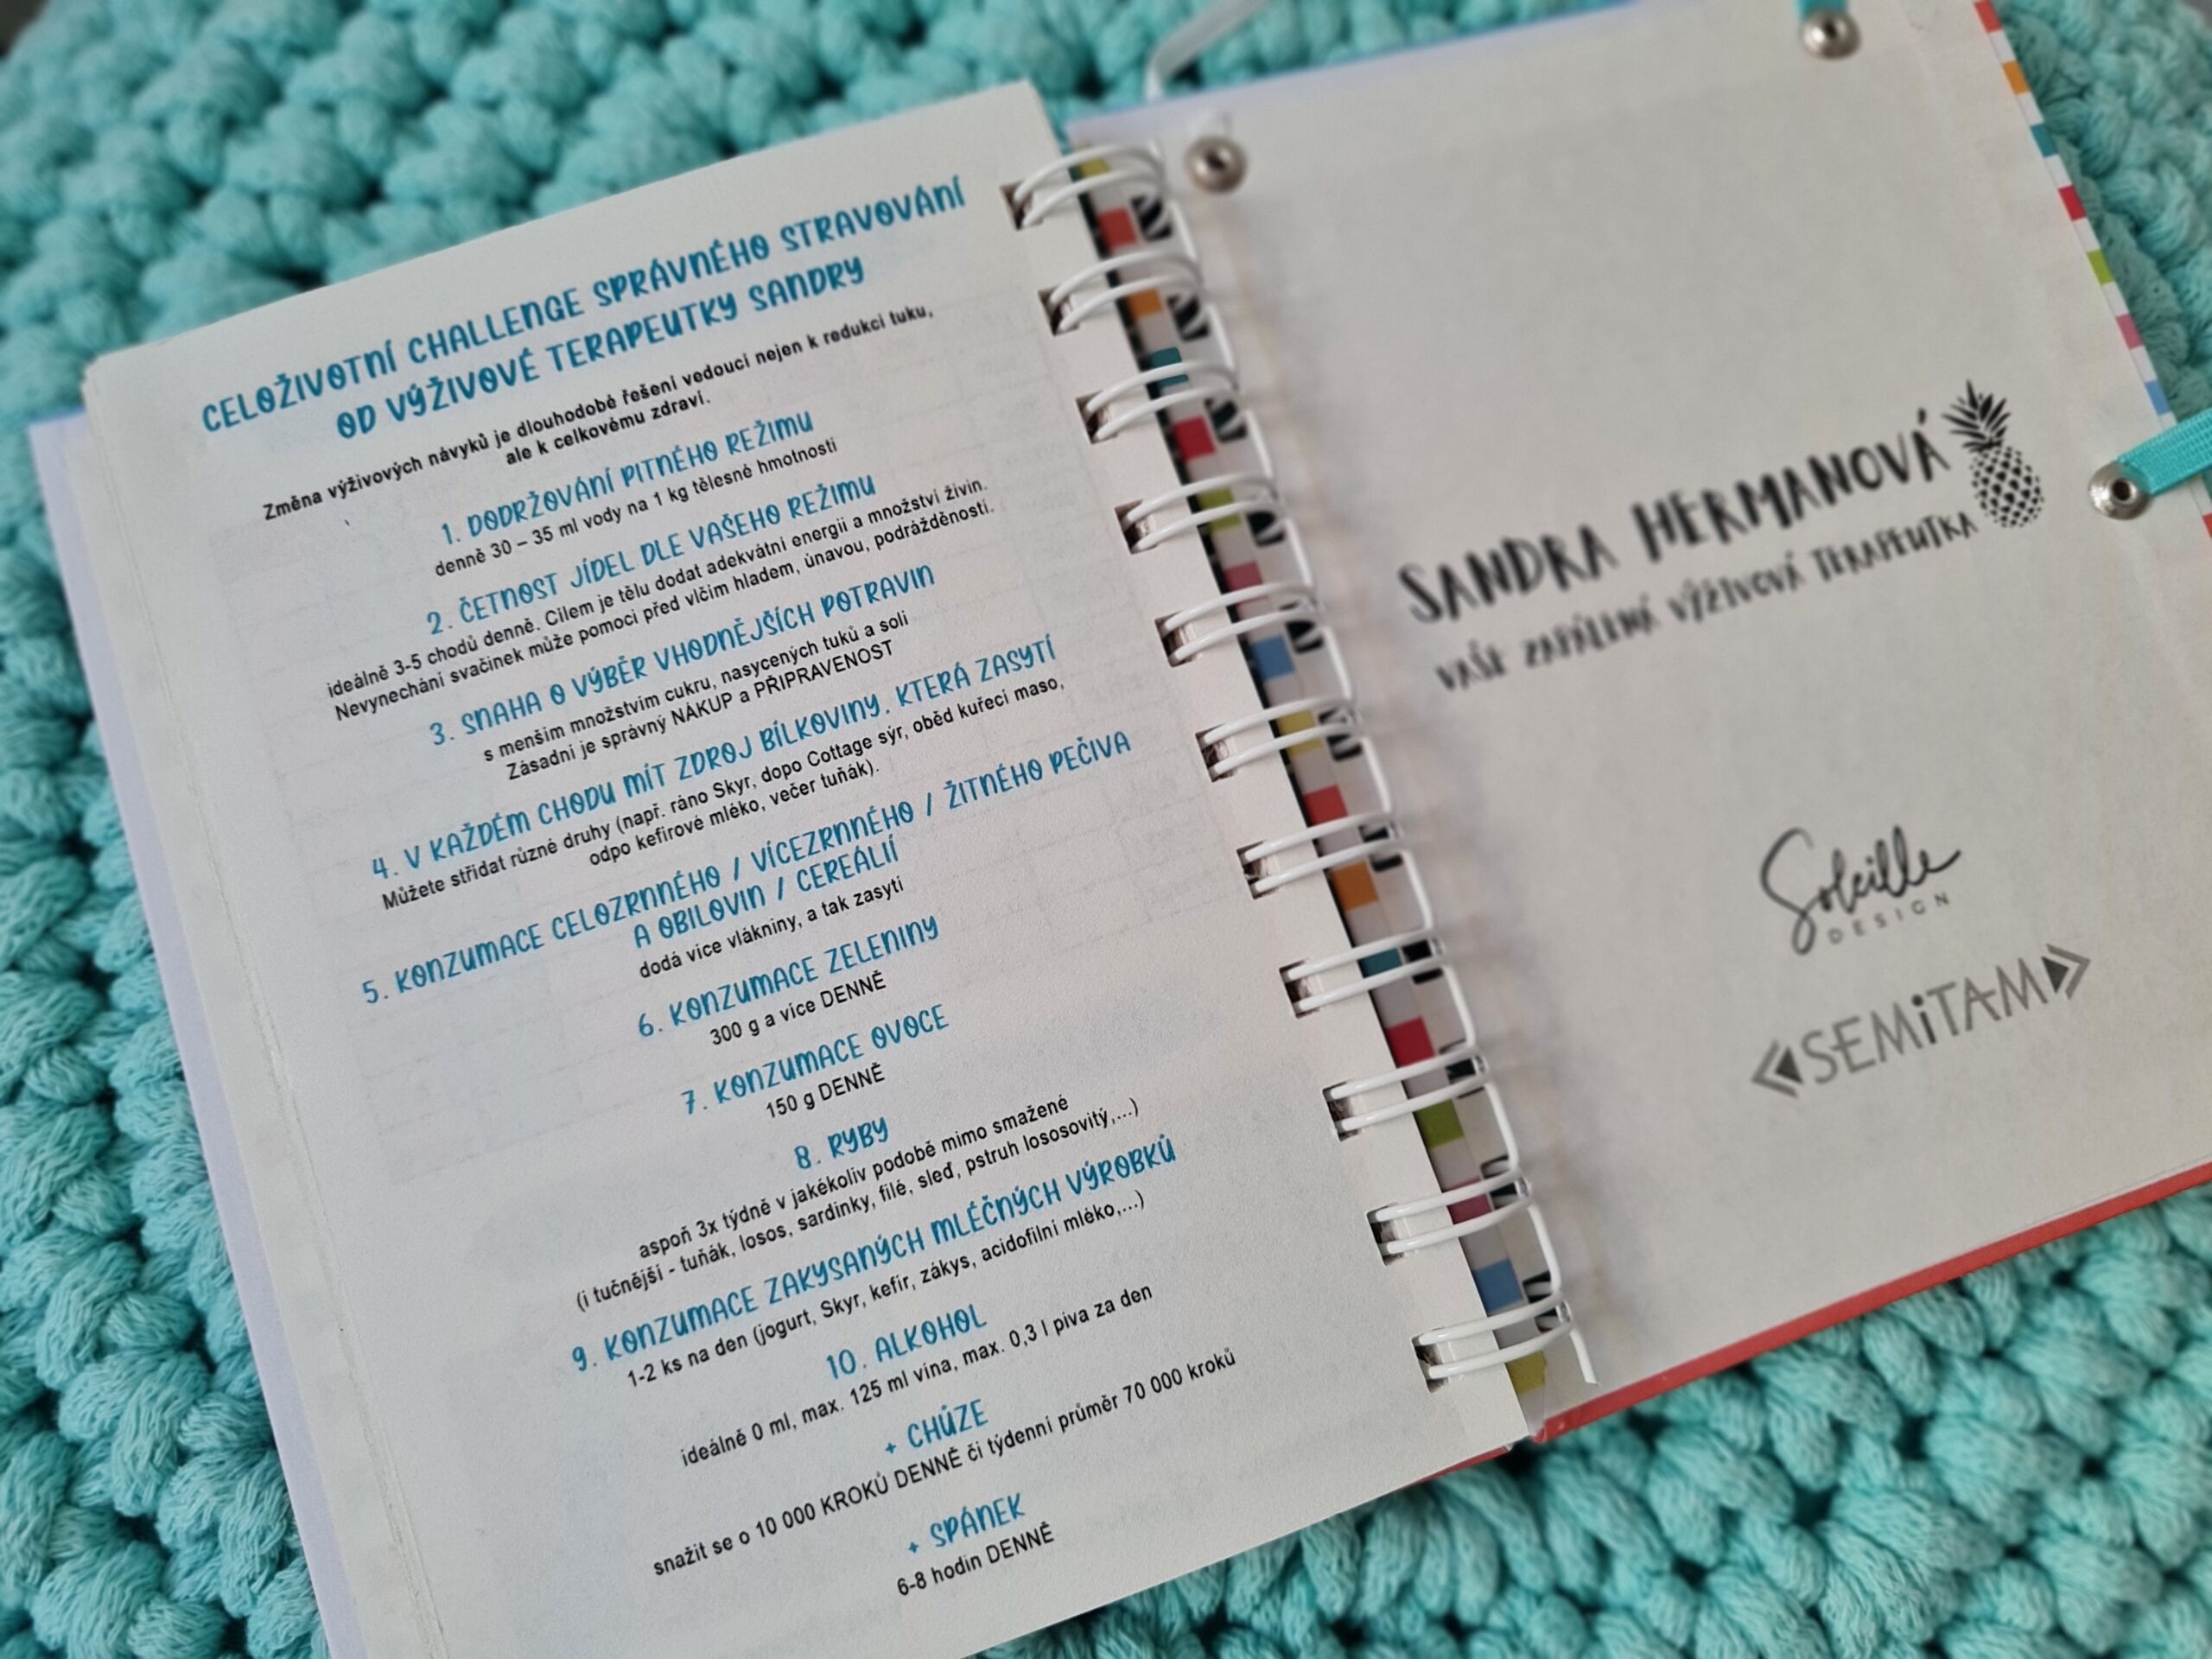 CELOŽIVOTNÍ CHALLENGE SPRÁVNÉHO STRAVOVÁNÍ
OD VÝŽIVOVÉ TERAPEUTKY SANDRY
Změna výživových návyků je dlouhodobé řešení vedoucí nejen k redukci tuku,
ale k celkovému zdraví.
1. DODRŽOVÁNÍ PITNÉHO REŽIMU
denně 30 – 35 ml vody na 1 kg tělesné hmotnosti
2. ČETNOST JÍDEL DLE VAŠEHO REŽIMU
ideálně 3-5 chodů denně. Cílem je tělu dodat adekvátní energii a množství živin.
Nevynechání svačinek může pomoci před vlčím hladem, únavou, podrážděností.
3. SNAHA O VÝBĚR VHODNĚJŠÍCH POTRAVIN
s menším množstvím cukru, nasycených tuků a soli
Zásadní je správný NÁKUP a PŘIPRAVENOST
4. V KAŽDÉM CHODU MÍT ZDROJ BÍLKOVINY, KTERÁ ZASYTÍ
Můžete střídat různé druhy (např. ráno Skyr, dopo Cottage sýr, oběd kuřecí maso,
odpo kefírové mléko, večer tuňák).
5. KONZUMACE CELOZRNNÉHO / VÍCEZRNNÉHO / ŽITNÉHO PEČIVA
A OBILOVIN / CEREÁLIÍ
dodá více vlákniny, a tak zasytí
6. KONZUMACE ZELENINY
300 g a více DENNĚ
7. KONZUMACE OVOCE
150 g DENNĚ
8. RYBY
aspoň 3x týdně v jakékoliv podobě mimo smažené
(i tučnější - tuňák, losos, sardinky, filé, sleď, pstruh lososovitý,...)
9. KONZUMACE ZAKYSANÝCH MLÉČNÝCH VÝROBKŮ
1-2 ks na den (jogurt, Skyr, kefír, zákys, acidofilní mléko,...)
10. ALKOHOL
ideálně 0 ml, max. 125 ml vína, max. 0,3 l piva za den
+ CHŮZE
snažit se o 10 000 KROKŮ DENNĚ či týdenní průměr 70 000 kroků
+ SPÁNEK
6-8 hodin DENNĚ
SANDRA HERMANOVÁ
VAŠE ZAPÁLENÁ VÝŽIVOVÁ TERAPEUTKA
Soleille
DESIGN
SEMiTAM